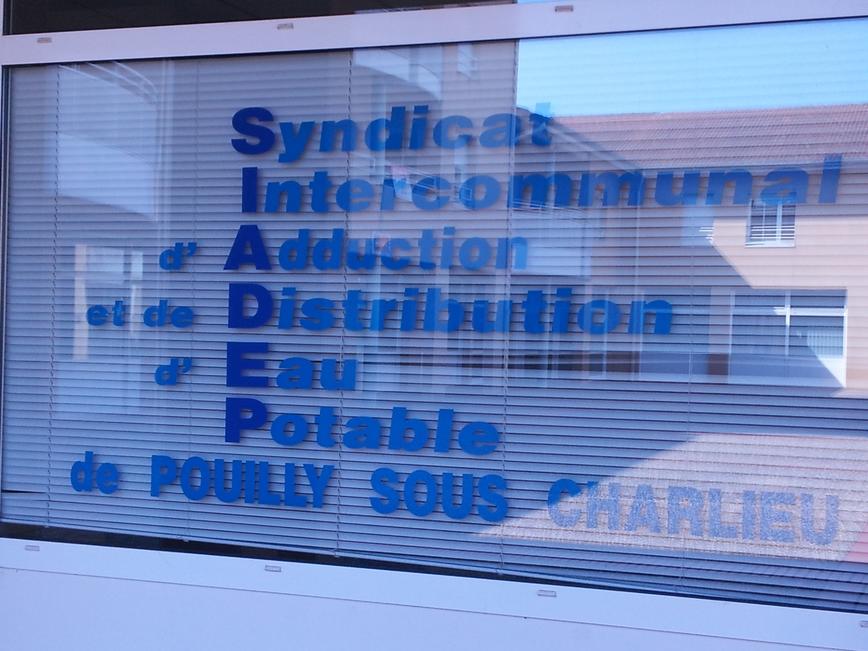 Syndicat
Intercommunal
d' Adduction
et de Distribution
d' Eau
Potable
de POUILLY SOUS CHARLIEU